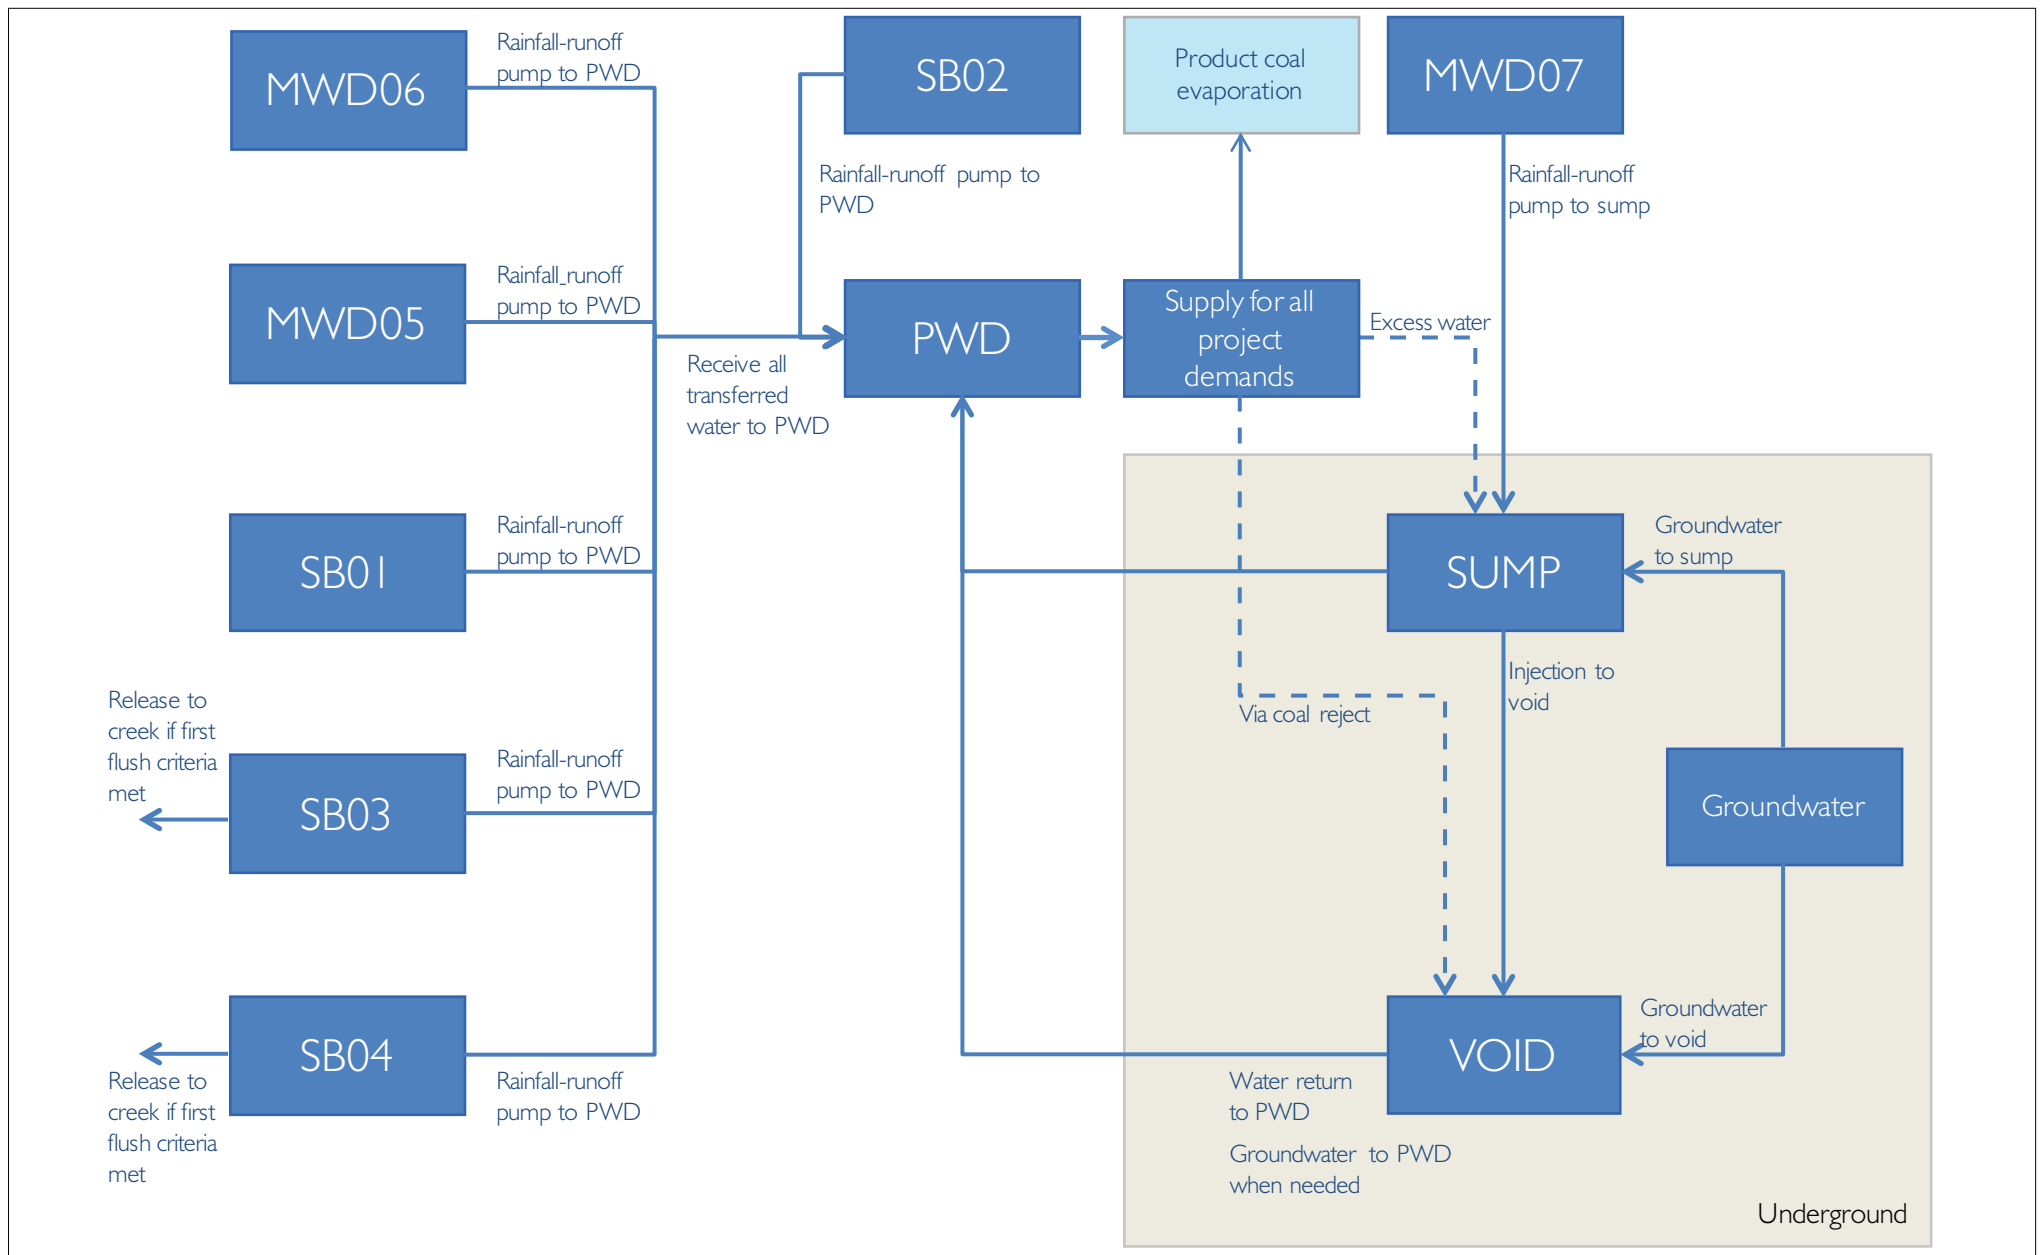 MWD06
Rainfall-runoff
pump to PWD
SB02
Product coal
evaporation
MWD07
Rainfall-runoff pump to
PWD
Rainfall-runoff
pump to sump
MWD05
Rainfall_runoff
pump to PWD
PWD
Supply for all
project
demands
Excess water
Receive all
transferred
water to PWD
SB01
Rainfall-runoff
pump to PWD
SUMP
Groundwater
to sump
Injection to
void
Via coal reject
Release to
creek if first
flush criteria
met
SB03
Rainfall-runoff
pump to PWD
Groundwater
SB04
Rainfall-runoff
pump to PWD
Release to
creek if first
flush criteria
met
VOID
Groundwater
to void
Water return
to PWD
Groundwater to PWD
when needed
Underground